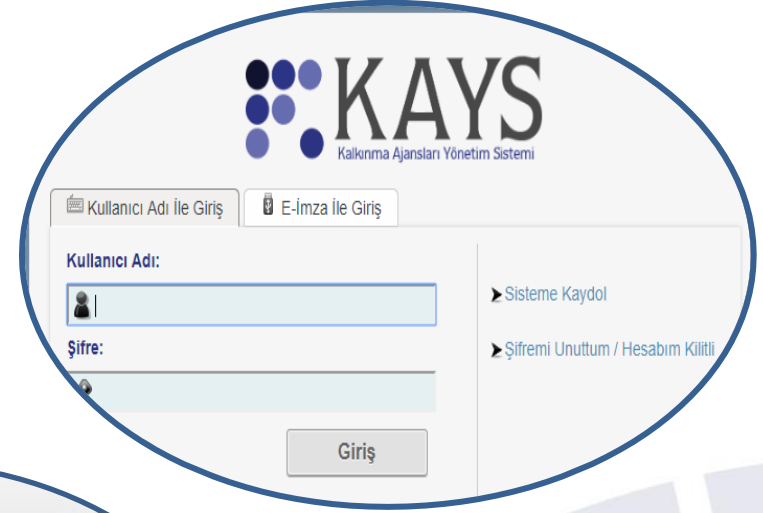 KAYS
Kalkınma Ajansları Yönetim Sistemi
Kullanıcı Adı İle Giriş
E-İmza İle Giriş
Kullanıcı Adı:
Sisteme Kaydol
Şifre:
Şifremi Unuttum / Hesabım Kilitli
Giriş